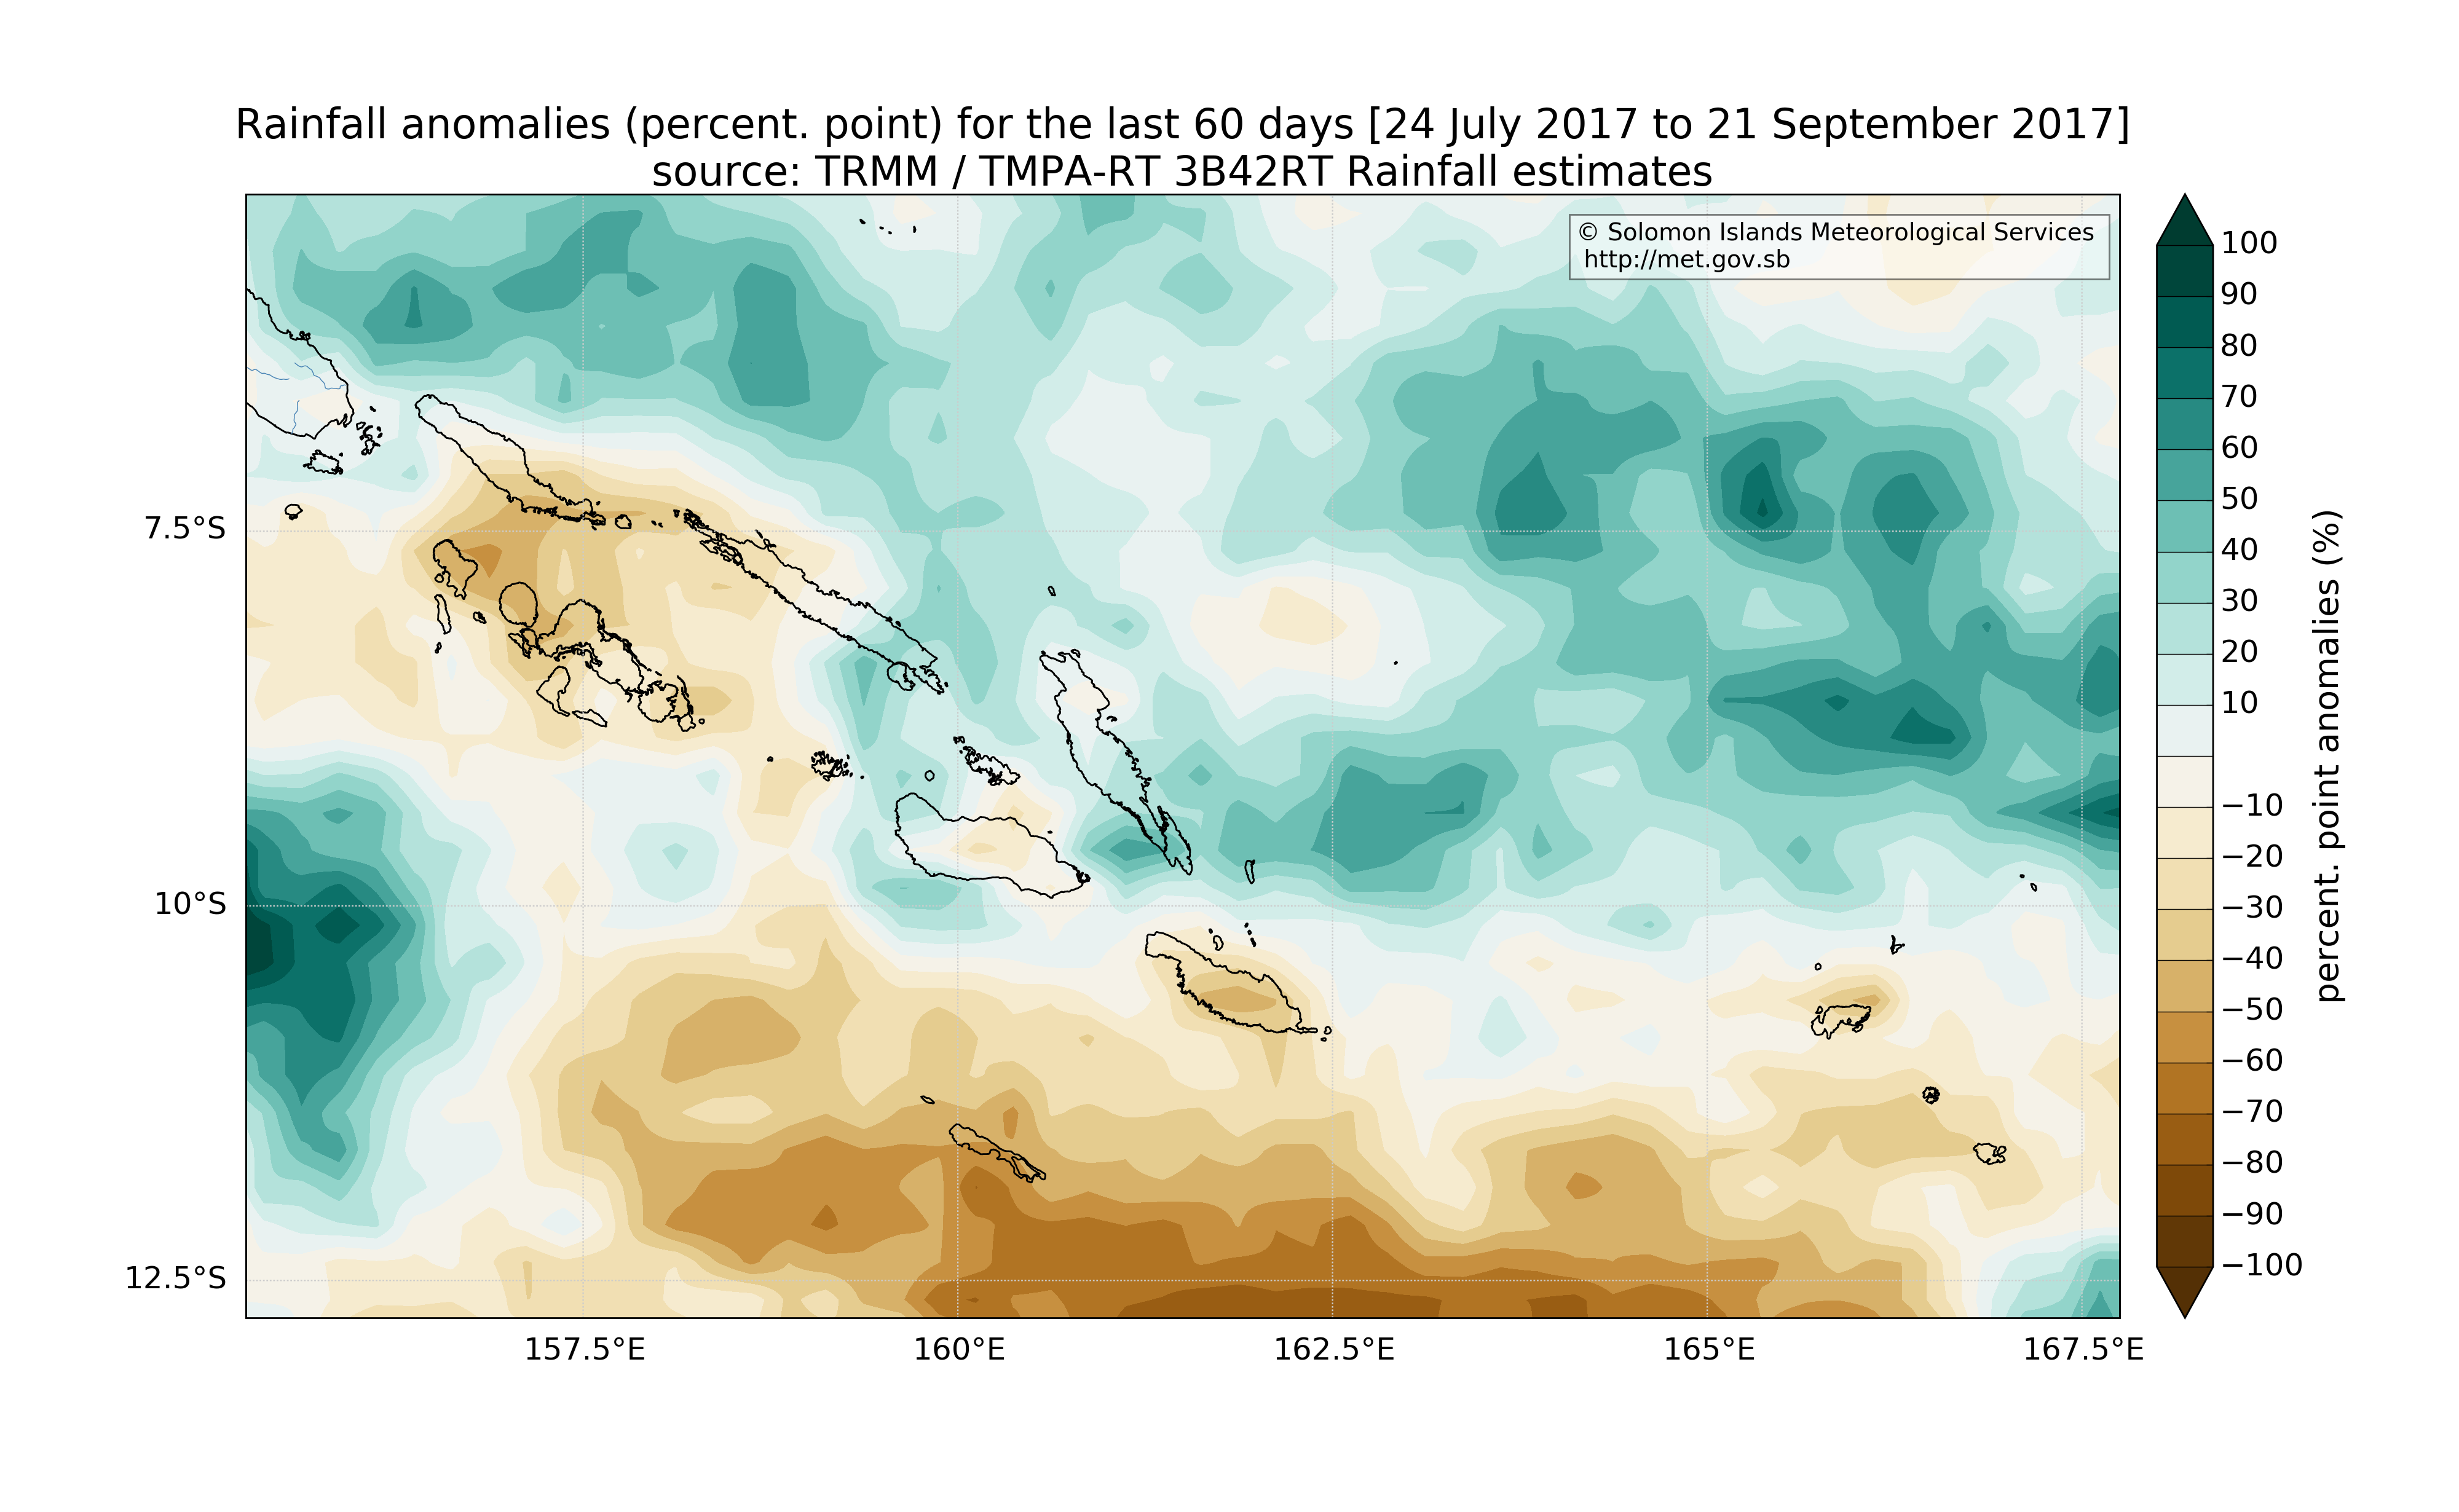 Rainfall anomalies (percent. point) for the last 60 days [24 July 2017 to 21 September 2017]
source: TRMM / TMPA-RT 3B42RT Rainfall estimates
© Solomon Islands Meteorological Services
http://met.gov.sb
7.5°S
10°S
12.5°S
157.5°E
160°E
162.5°E
165°E
167.5°E
100
90
80
70
60
50
40
30
20
10
−10
−20
−30
−40
−50
−60
−70
−80
−90
−100
percent. point anomalies (%)